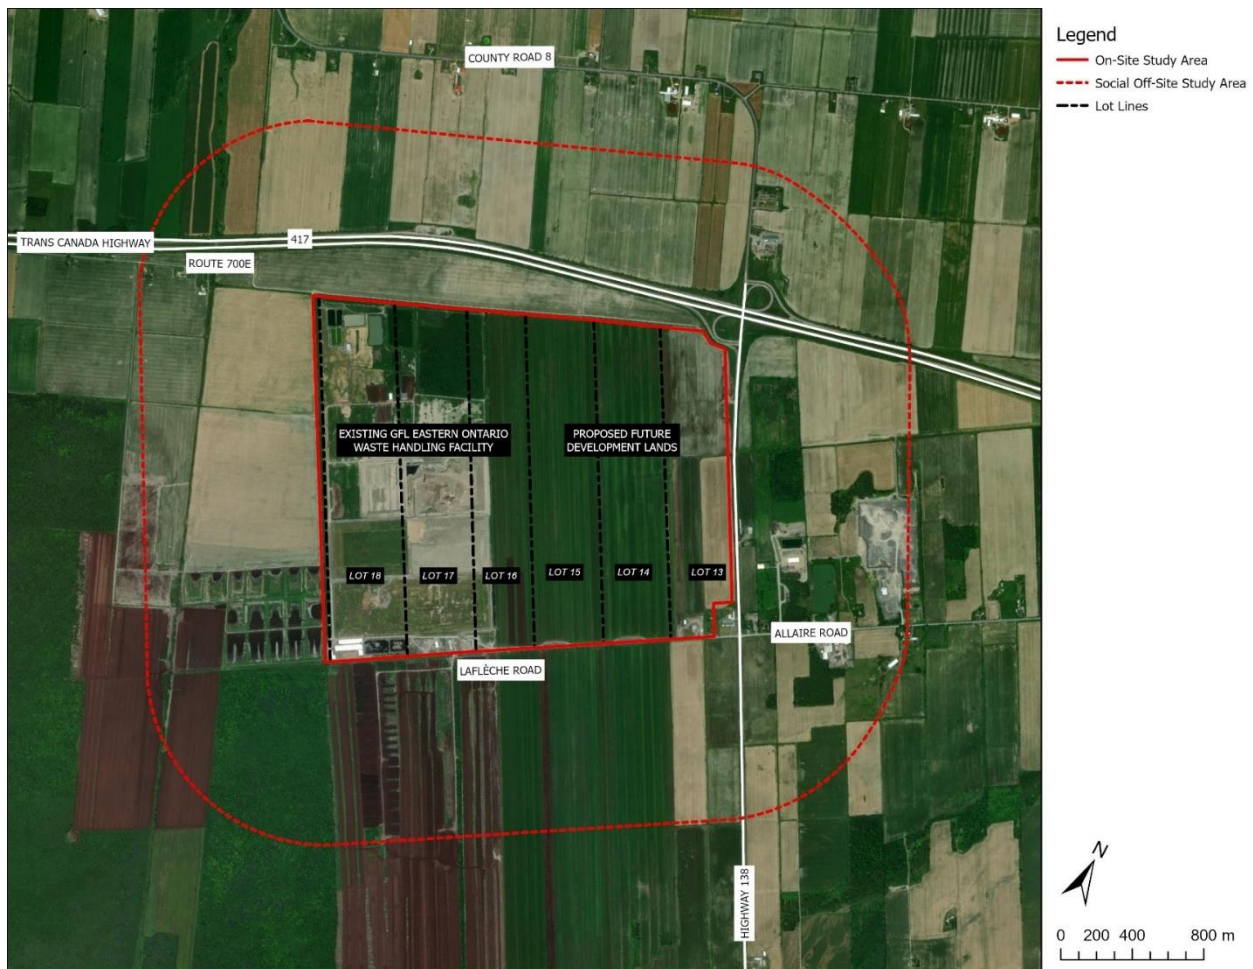 COUNTY ROAD 8
Legend
On-Site Study Area
Social Off-Site Study Area
Lot Lines
TRANS CANADA HIGHWAY
417
ROUTE 700E
EXISTING GFL EASTERN ONTARIO
WASTE HANDLING FACILITY
PROPOSED FUTURE
DEVELOPMENT LANDS
LOT 18
LOT 17
LOT 16
LOT 15
LOT 14
LOT 13
ALLAIRE ROAD
LAFLÈCHE ROAD
HIGHWAY 138
N
0 200 400 800 m